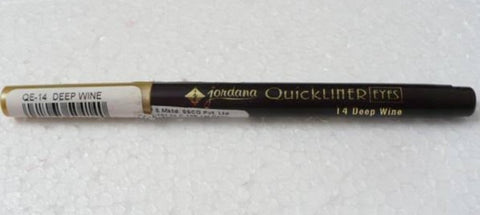 QE-14 DEEP WINE
jordana QUICKLINER EYES
14 Deep Wine